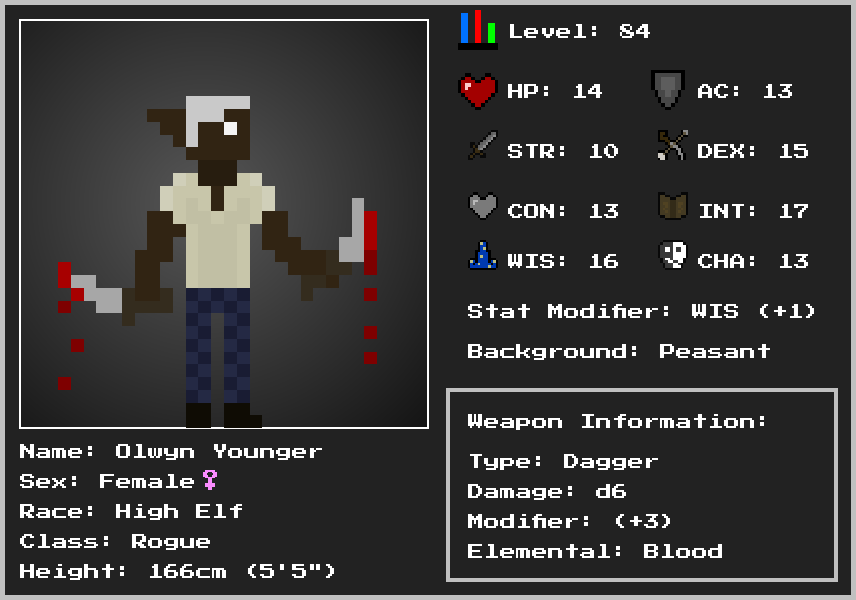 Level: 84
HP: 14
AC: 13
STR: 10
DEX: 15
CON: 13
INT: 17
WIS: 16
CHA: 13
Stat Modifier: WIS (+1)
Background: Peasant
Name: Olwyn Younger
Sex: Female♀
Race: High Elf
Class: Rogue
Height: 166cm (5'5")
Weapon Information:
Type: Dagger
Damage: d6
Modifier: (+3)
Elemental: Blood